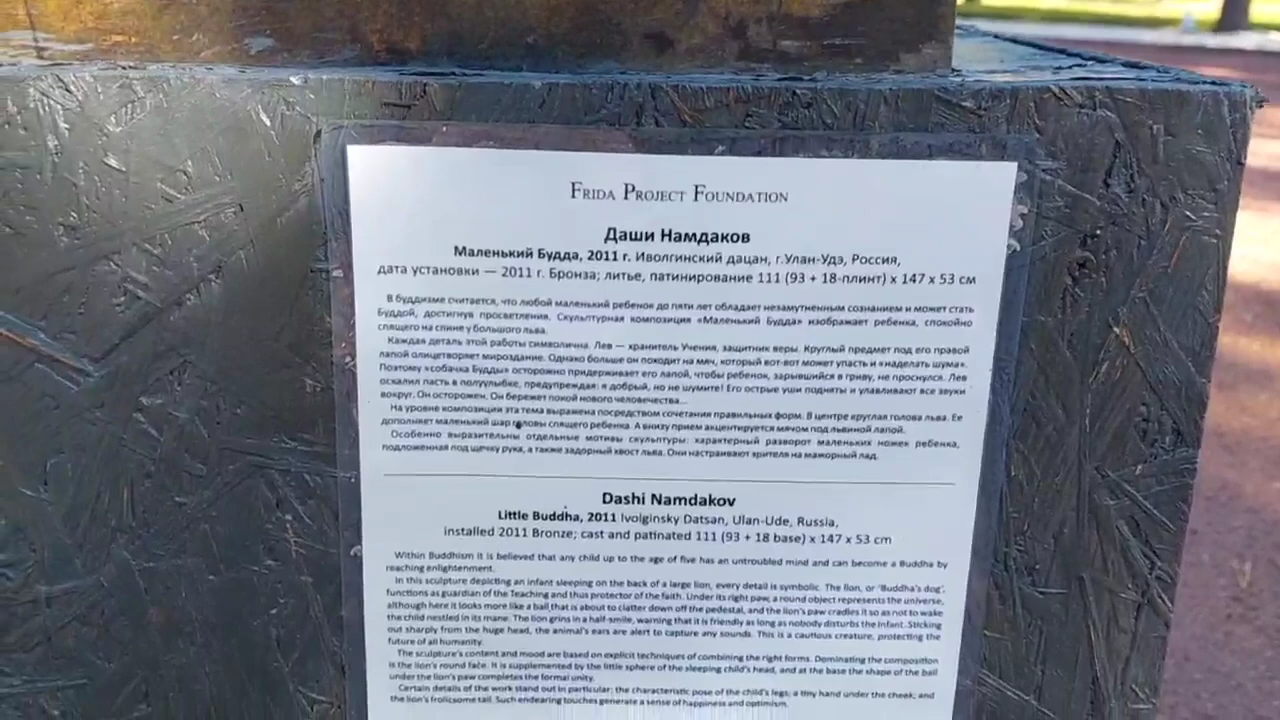 FRIDA PROJECT FOUNDATION
Даши Намдаков
Маленький Будда, 2011 г. Иволгинский дацан, г.Улан-Удэ, Россия,
дата установки — 2011 г. Бронза; литье, патинирование 111 (93 + 18-плинт) x 147 x 53 см
В буддизме считается, что любой маленький ребенок до пяти лет обладает незамутненным сознанием и может стать
Буддой, достигнув просветления. Скульптурная композиция «Маленький Будда» изображает ребенка, спокойно
спящего на спине у большого льва.
Каждая деталь этой работы символична. Лев — хранитель Учения, защитник веры. Круглый предмет под его правой
лапой олицетворяет мироздание. Однако больше он походит на мяч, который вот-вот может упасть и «наделать шума».
Поэтому «собачка Будды» осторожно придерживает его лапой, чтобы ребенок, зарывшийся в гриву, не проснулся. Лев
оскалил пасть в полуулыбке, предупреждая: я добрый, но не шумите! Его острые уши подняты и улавливают все звуки
вокруг. Он осторожен. Он бережет покой нового человечества...
На уровне композиции эта тема выражена посредством сочетания правильных форм. В центре круглая голова льва. Ее
дополняет маленький шар головы спящего ребенка. А внизу прием акцентируется мячом под львиной лапой.
Особенно выразительны отдельные мотивы скульптуры: характерный разворот маленьких ножек ребенка,
подложенная под щечку рука, а также задорный хвост льва. Они настраивают зрителя на мажорный лад.
Dashi Namdakov
Little Buddha, 2011 Ivolginsky Datsan, Ulan-Ude, Russia,
installed 2011 Bronze; cast and patinated 111 (93 + 18 base) x 147 x 53 cm
Within Buddhism it is believed that any child up to the age of five has an untroubled mind and can become a Buddha by
reaching enlightenment.
In this sculpture depicting an infant sleeping on the back of a large lion, every detail is symbolic. The lion, or 'Buddha's dog',
functions as guardian of the Teaching and thus protector of the faith. Under its right paw, a round object represents the universe,
although here it looks more like a ball that is about to clatter down off the pedestal, and the lion's paw cradles it so as not to wake
the child nestled in its mane. The lion grins in a half-smile, warning that it is friendly as long as nobody disturbs the infant. Sticking
out sharply from the huge head, the animal's ears are alert to capture any sounds. This is a cautious creature, protecting the
future of all humanity.
The sculpture's content and mood are based on explicit techniques of combining the right forms. Dominating the composition
is the lion's round face. It is supplemented by the little sphere of the sleeping child's head, and at the base the shape of the ball
under the lion's paw completes the formal unity.
Certain details of the work stand out in particular: the characteristic pose of the child's legs, a tiny hand under the cheek, and
the lion's frolicsome tail. Such endearing touches generate a sense of happiness and optimism.